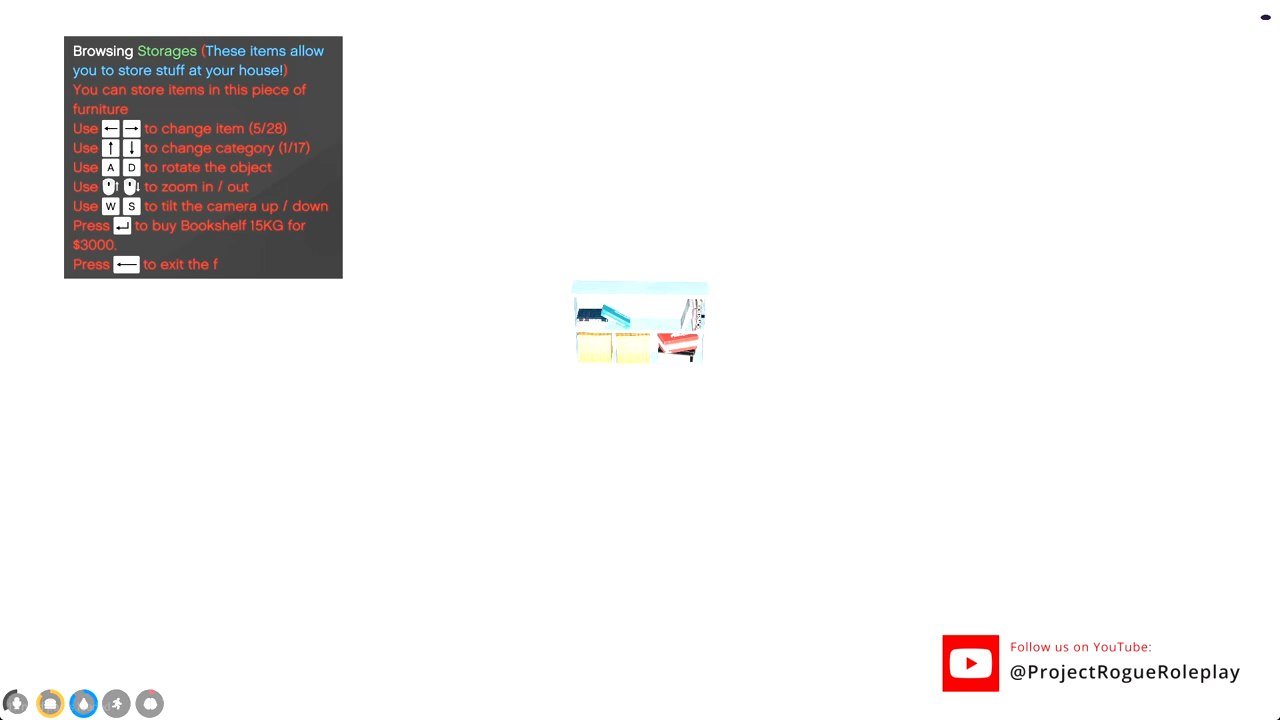 Browsing Storages (These items allow
you to store stuff at your house!)
You can store items in this piece of
furniture
Use ← → to change item (5/28)
Use ↑ ↓ to change category (1/17)
Use A D to rotate the object
Use to zoom in / out
Use W S to tilt the camera up / down
Press to buy Bookshelf 15KG for
$3000.
Press ← to exit the f
Follow us on YouTube:
@ProjectRogueRoleplay